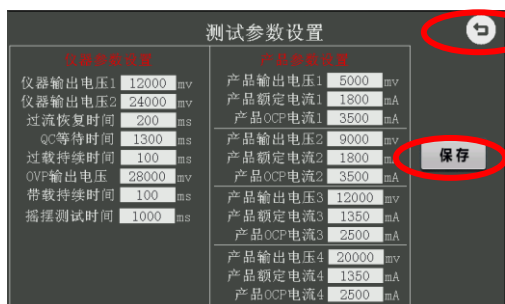 测试参数设置
仪器参数设置
仪器输出电压1 12000 mv
仪器输出电压2 24000 mv
过流恢复时间 200 ms
QC等待时间 1300 ms
过载持续时间 100 ms
OVP输出电压 28000 mv
带载持续时间 100 ms
摇摆测试时间 1000 ms
产品参数设置
产品输出电压1 5000 mv
产品额定电流1 1800 mA
产品OCP电流1 3500 mA
产品输出电压2 9000 mv
产品额定电流2 1800 mA
产品OCP电流2 3500 mA
产品输出电压3 12000 mv
产品额定电流3 1350 mA
产品OCP电流3 2500 mA
产品输出电压4 20000 mv
产品额定电流4 1350 mA
产品OCP电流4 2500 mA
保存